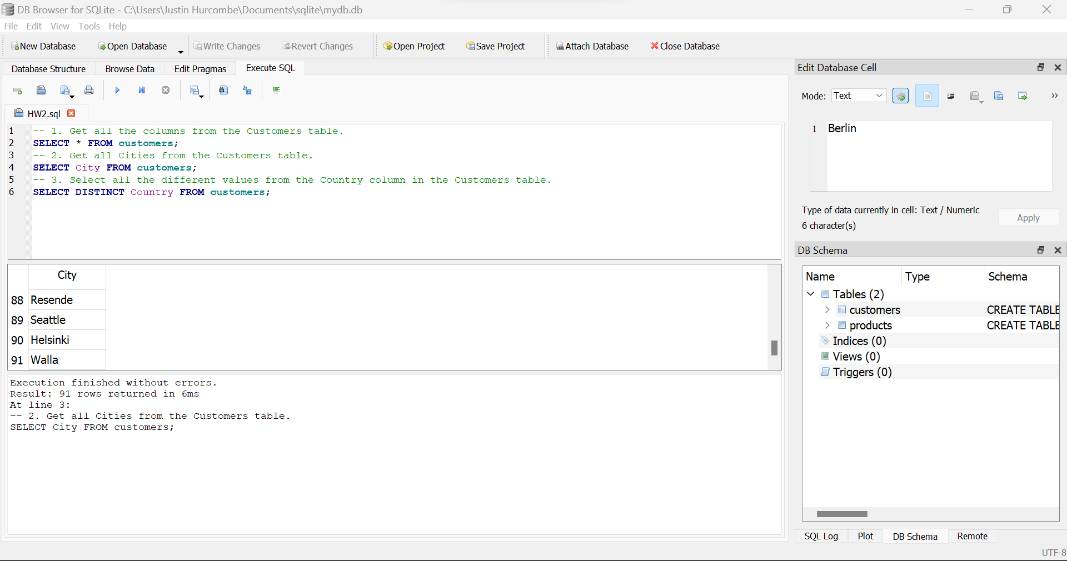 DB Browser for SQLite - C:\Users\Justin Hurcombe\Documents\sqlite\mydb.db
File Edit View Tools Help
New Database Open Database Write Changes Revert Changes Open Project Save Project Attach Database Close Database
Database Structure Browse Data Edit Pragmas Execute SQL
HW2.sql
1 -- 1. Get all the columns from the Customers table.
2 SELECT * FROM customers;
3 -- 2. Get all Cities from the Customers table.
4 SELECT City FROM customers;
5 -- 3. Select all the different values from the Country column in the Customers table.
6 SELECT DISTINCT Country FROM customers;
City
88 Resende
89 Seattle
90 Helsinki
91 Walla
Execution finished without errors.
Result: 91 rows returned in 6ms
At line 3:
-- 2. Get all Cities from the Customers table.
SELECT City FROM customers;
Edit Database Cell
Mode: Text
1 Berlin
Type of data currently in cell: Text / Numeric
6 character(s)
Apply
DB Schema
Name Type Schema
Tables (2)
customers CREATE TABLE
products CREATE TABLE
Indices (0)
Views (0)
Triggers (0)
SQL Log Plot DB Schema Remote
UTF-8